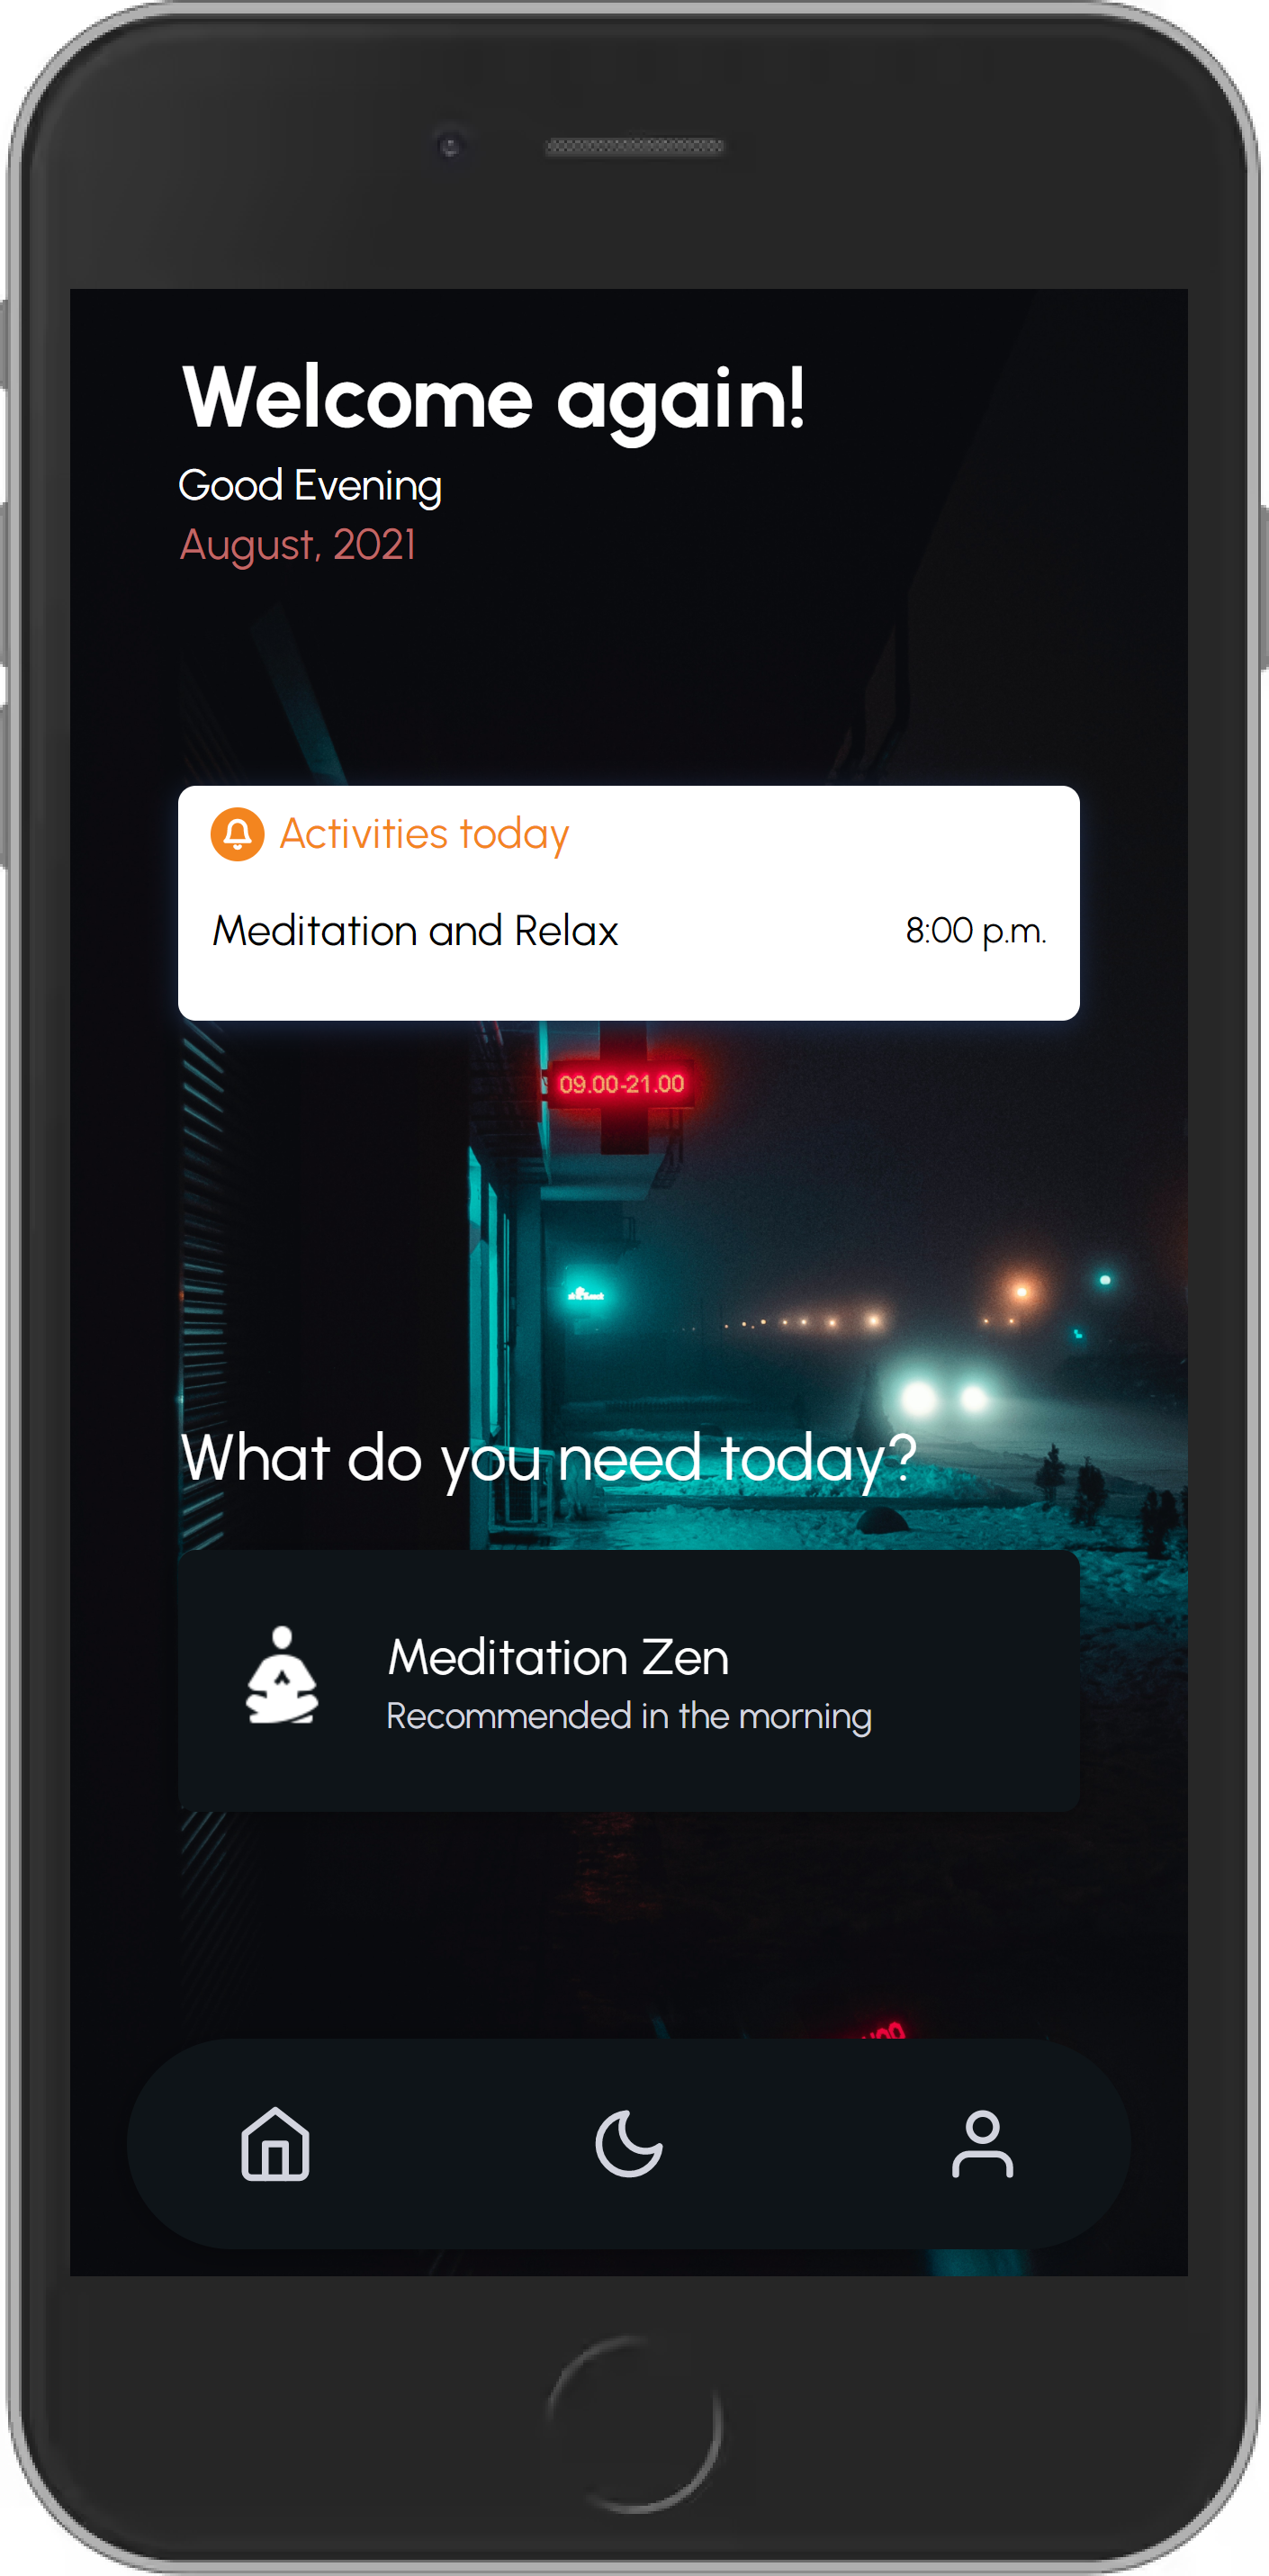 Welcome again!
Good Evening
August, 2021
Activities today
Meditation and Relax 8:00 p.m.
09.00-21.00
What do you need today?
Meditation Zen
Recommended in the morning